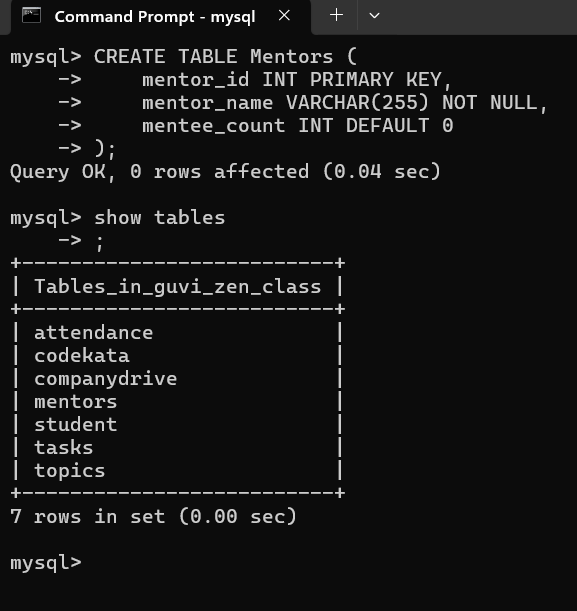 Command Prompt - mysql
mysql> CREATE TABLE Mentors (
    ->     mentor_id INT PRIMARY KEY,
    ->     mentor_name VARCHAR(255) NOT NULL,
    ->     mentee_count INT DEFAULT 0
    -> );
Query OK, 0 rows affected (0.04 sec)
mysql> show tables
    -> ;
+--------------------------+
| Tables_in_guvi_zen_class |
+--------------------------+
| attendance               |
| codekata                 |
| companydrive             |
| mentors                  |
| student                  |
| tasks                    |
| topics                   |
+--------------------------+
7 rows in set (0.00 sec)
mysql>